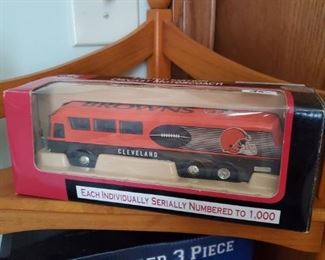 BROWNS
CLEVELAND
EACH INDIVIDUALLY SERIALLY NUMBERED TO 1,000
3 PIECE